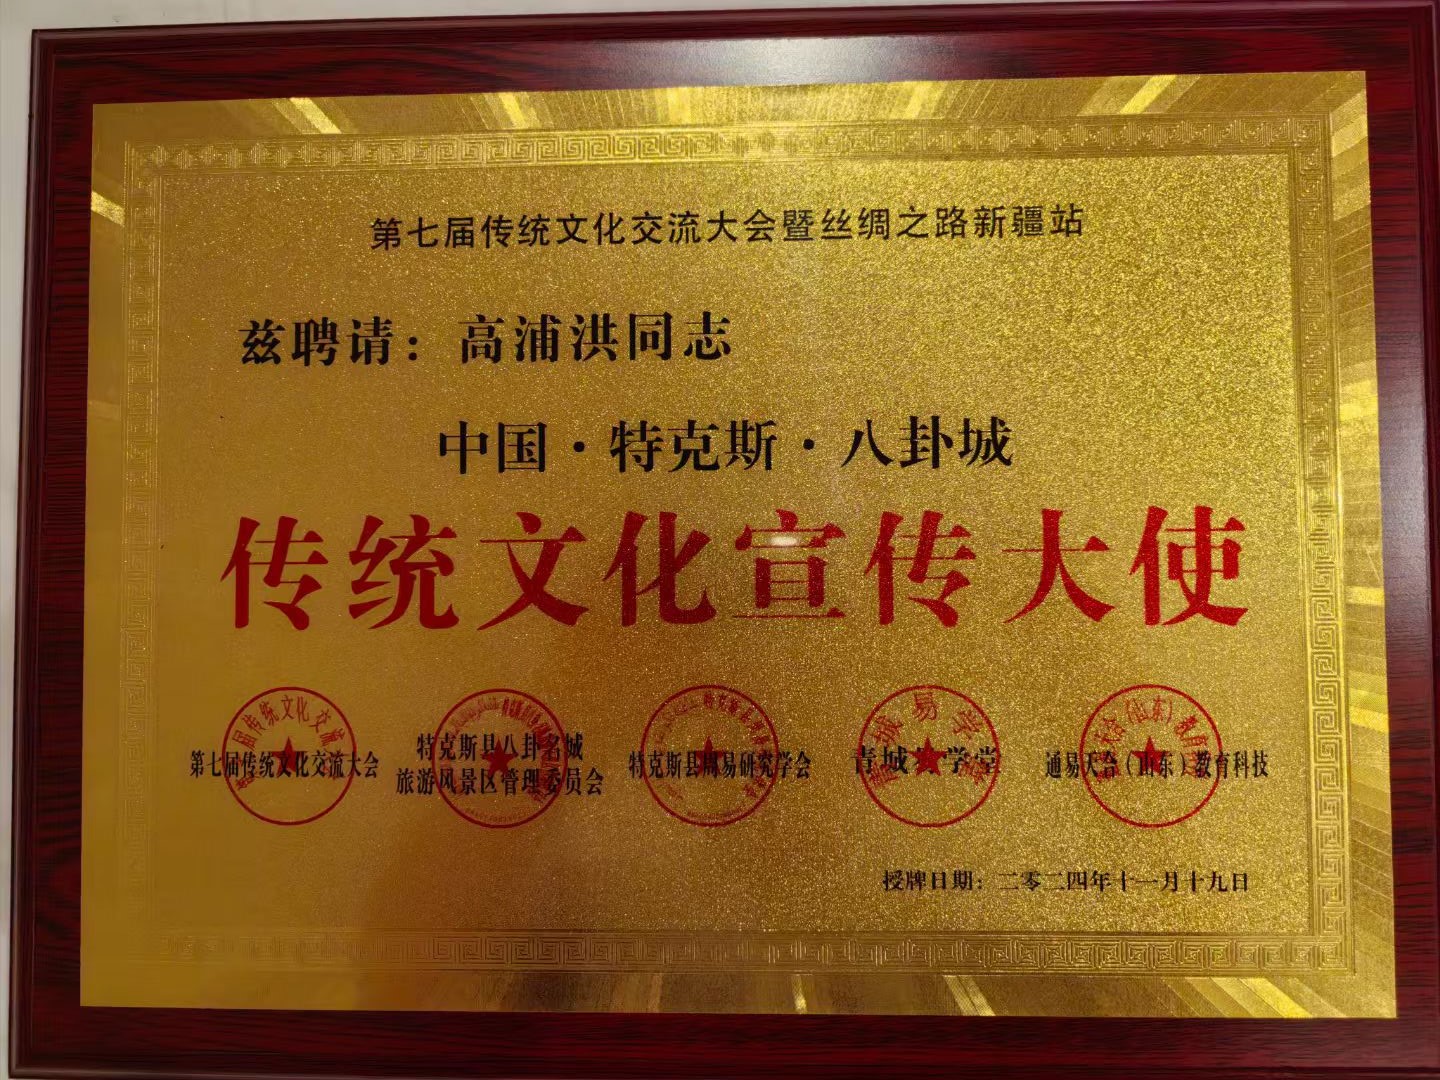 第七届传统文化交流大会暨丝绸之路新疆站
兹聘请：高浦洪同志
中国·特克斯·八卦城
传统文化宣传大使
第七届传统文化交流大会
特克斯县八卦名城
旅游风景区管理委员会
特克斯县周易研究学会
青城易学堂
通易天合（山东）教育科技
授牌日期：二零二四年十一月十九日